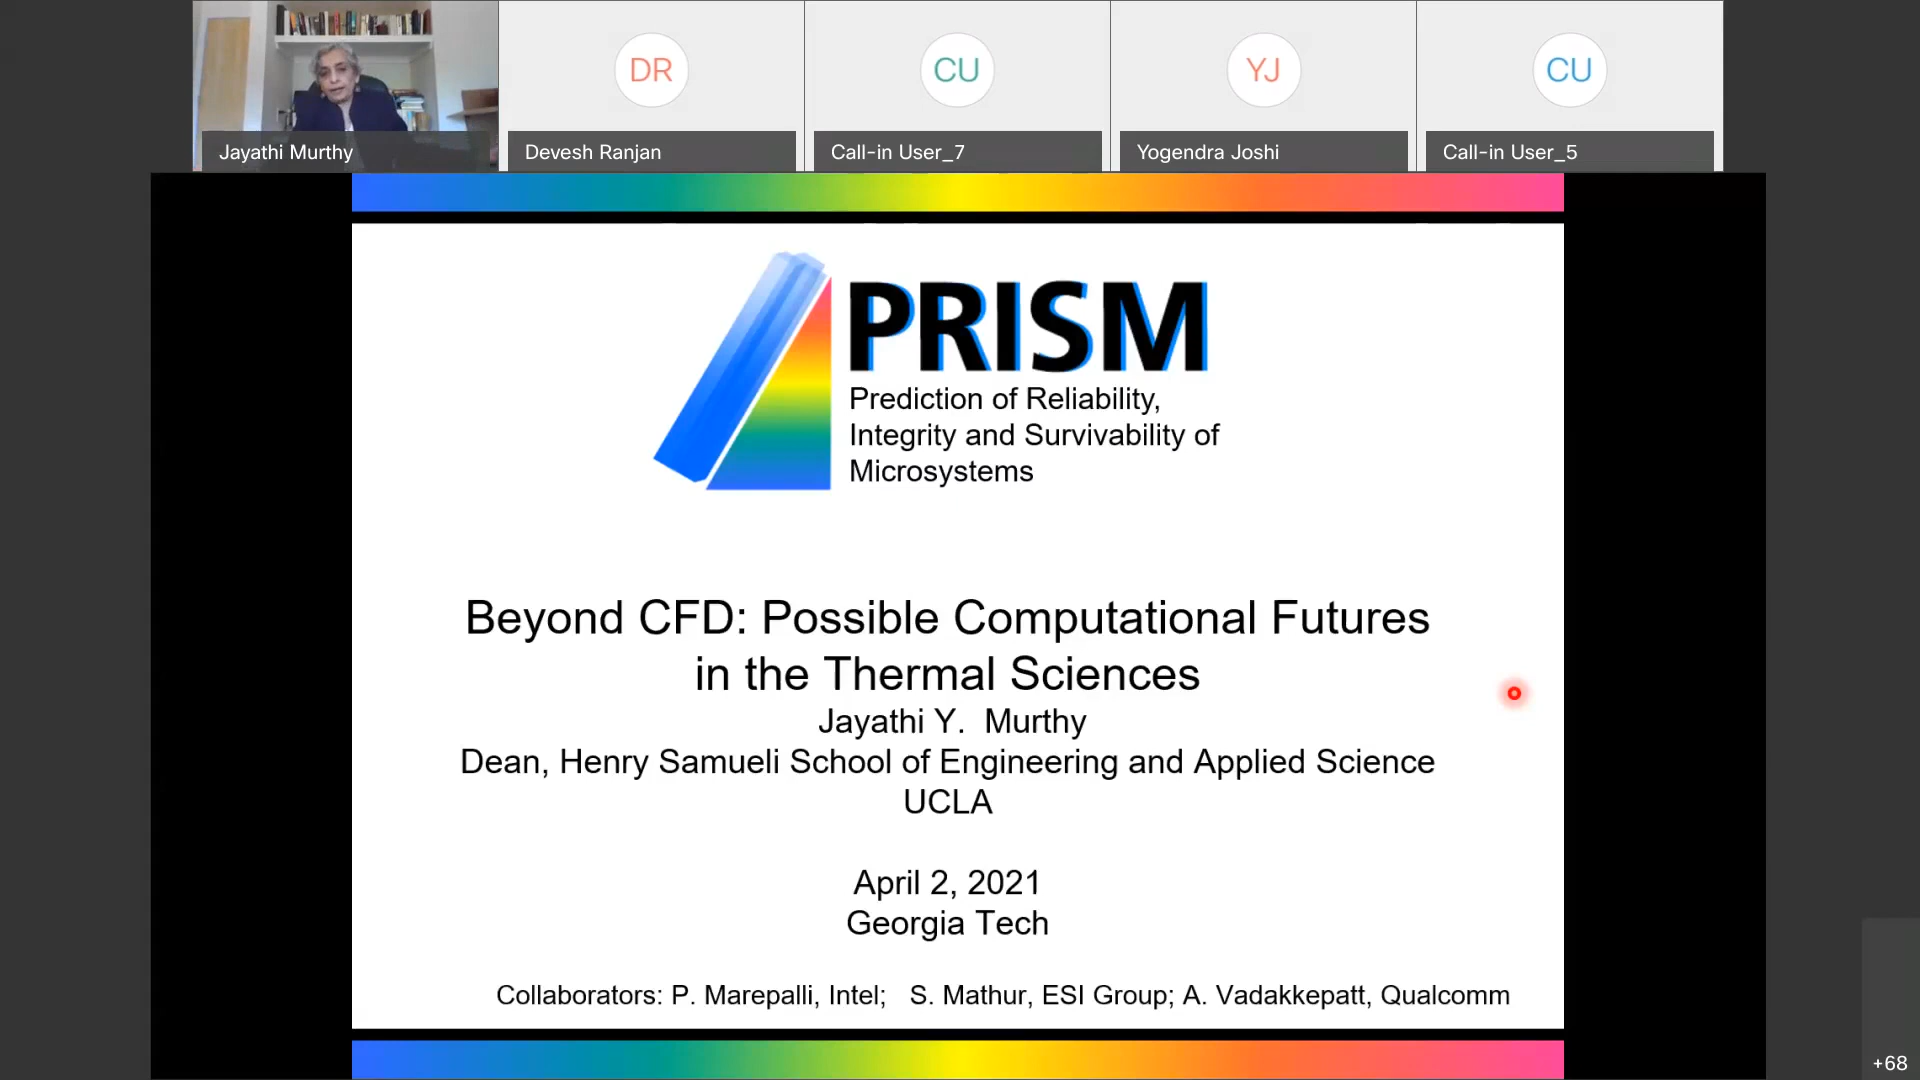 DR
CU
YJ
CU
Jayathi Murthy
Devesh Ranjan
Call-in User_7
Yogendra Joshi
Call-in User_5
PRISM
Prediction of Reliability,
Integrity and Survivability of
Microsystems
Beyond CFD: Possible Computational Futures
in the Thermal Sciences
Jayathi Y. Murthy
Dean, Henry Samueli School of Engineering and Applied Science
UCLA
April 2, 2021
Georgia Tech
Collaborators: P. Marepalli, Intel; S. Mathur, ESI Group; A. Vadakkepatt, Qualcomm
+68